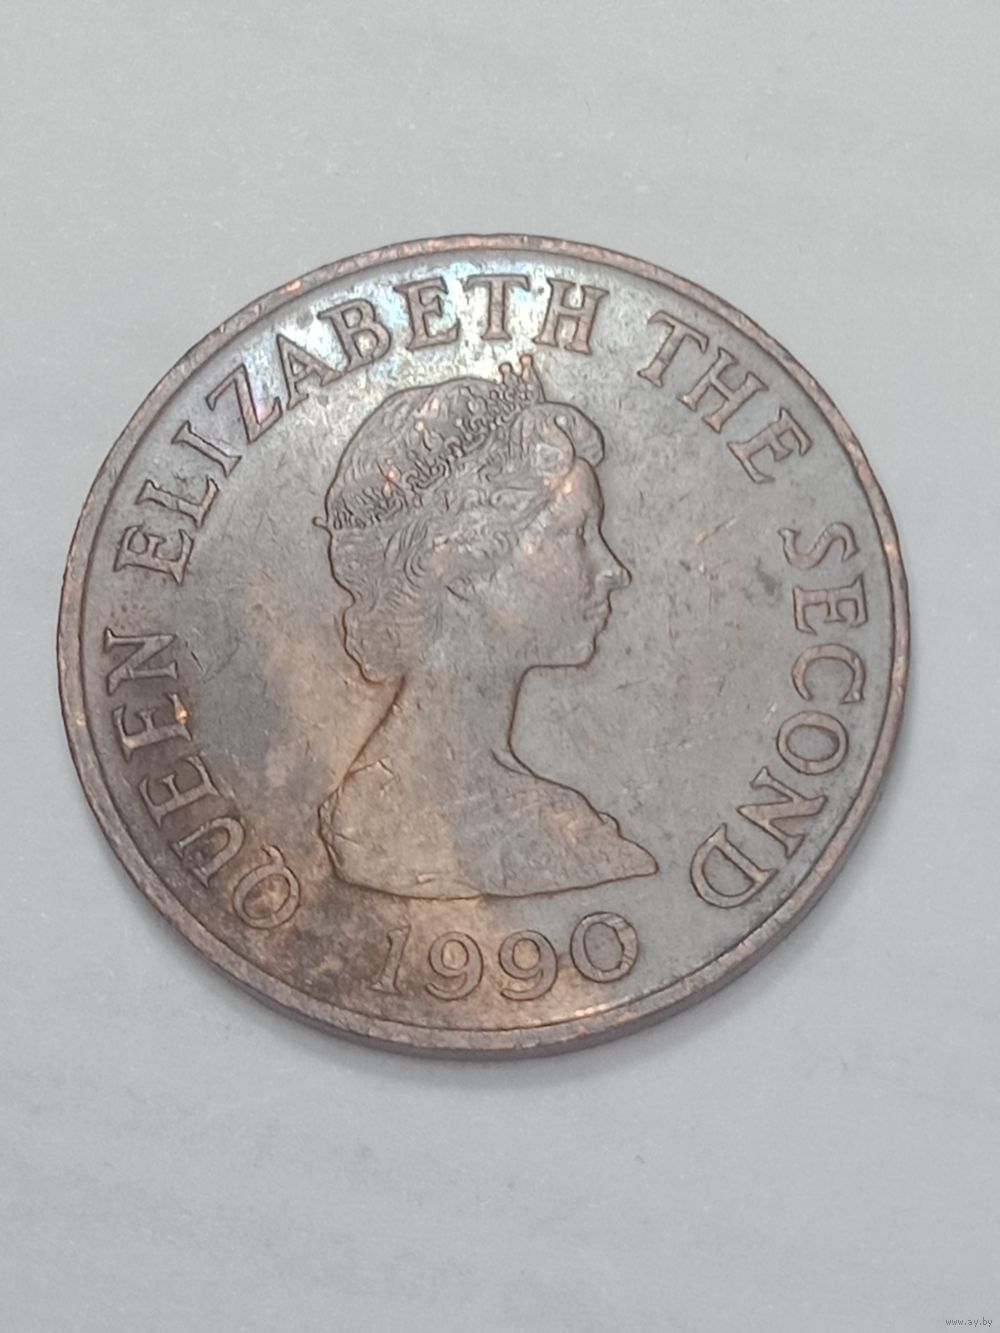 QUEEN ELIZABETH THE SECOND
1990
www.ay.by